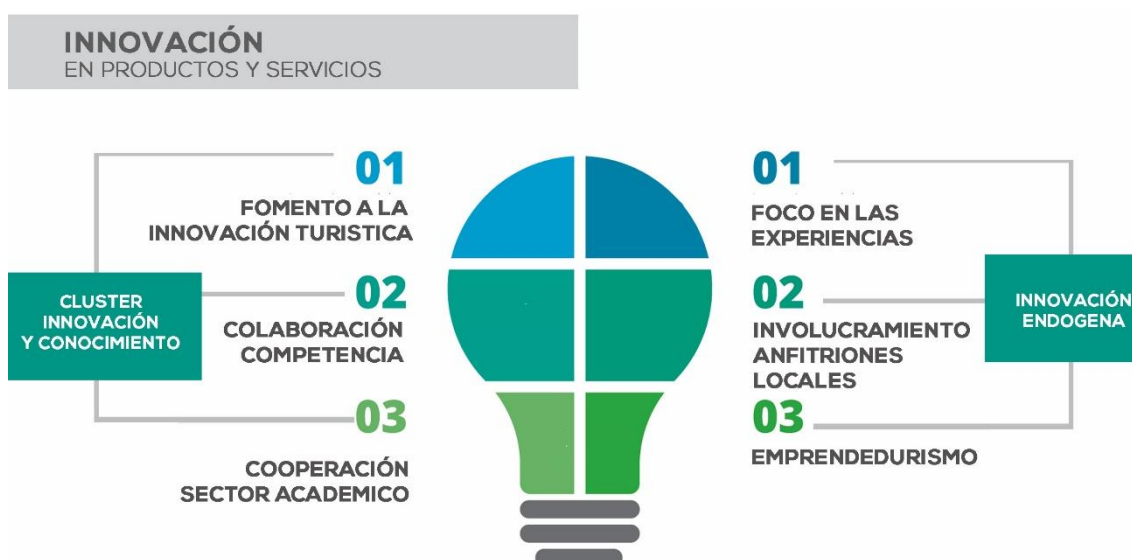 INNOVACIÓN
EN PRODUCTOS Y SERVICIOS
CLUSTER
INNOVACIÓN
Y CONOCIMIENTO
01
FOMENTO A LA
INNOVACIÓN TURISTICA
02
COLABORACIÓN
COMPETENCIA
03
COOPERACIÓN
SECTOR ACADEMICO
01
FOCO EN LAS
EXPERIENCIAS
02
INVOLUCRAMIENTO
ANFITRIONES
LOCALES
03
EMPRENDEDURISMO
INNOVACIÓN
ENDOGENA